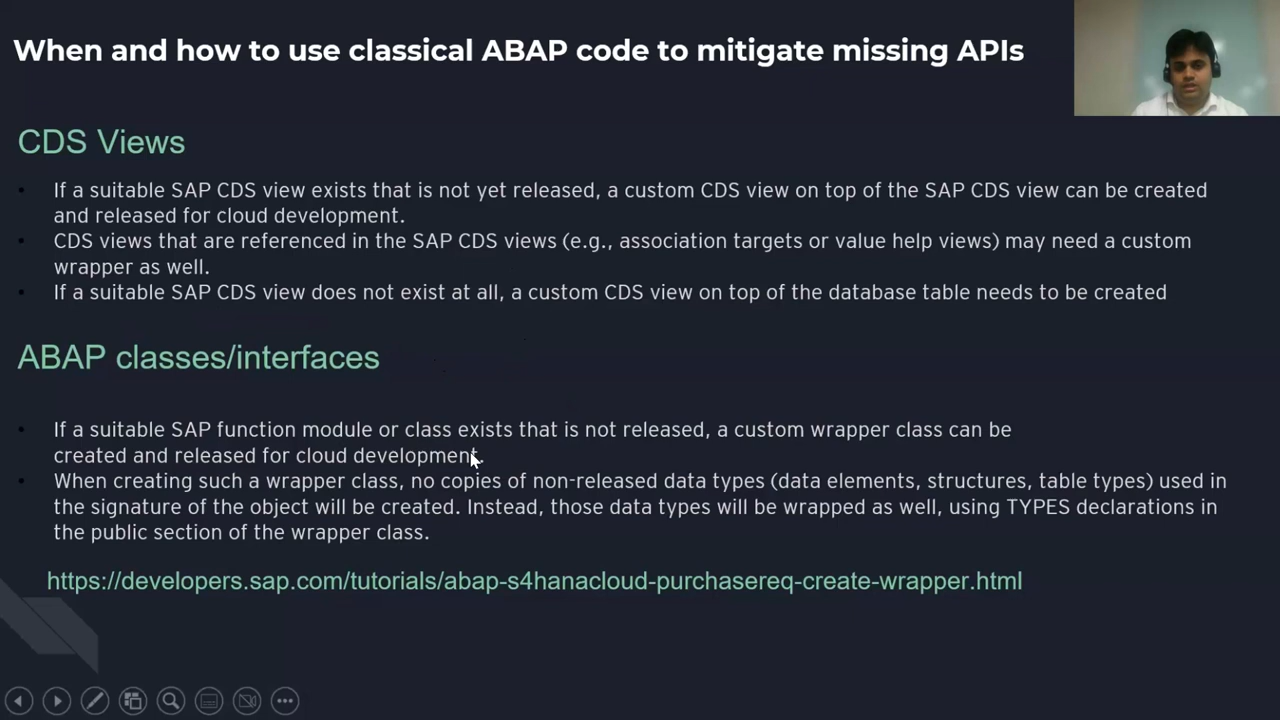 When and how to use classical ABAP code to mitigate missing APIs
CDS Views
• If a suitable SAP CDS view exists that is not yet released, a custom CDS view on top of the SAP CDS view can be created
and released for cloud development.
• CDS views that are referenced in the SAP CDS views (e.g., association targets or value help views) may need a custom
wrapper as well.
• If a suitable SAP CDS view does not exist at all, a custom CDS view on top of the database table needs to be created
ABAP classes/interfaces
• If a suitable SAP function module or class exists that is not released, a custom wrapper class can be
created and released for cloud development.
• When creating such a wrapper class, no copies of non-released data types (data elements, structures, table types) used in
the signature of the object will be created. Instead, those data types will be wrapped as well, using TYPES declarations in
the public section of the wrapper class.
https://developers.sap.com/tutorials/abap-s4hanacloud-purchasereq-create-wrapper.html